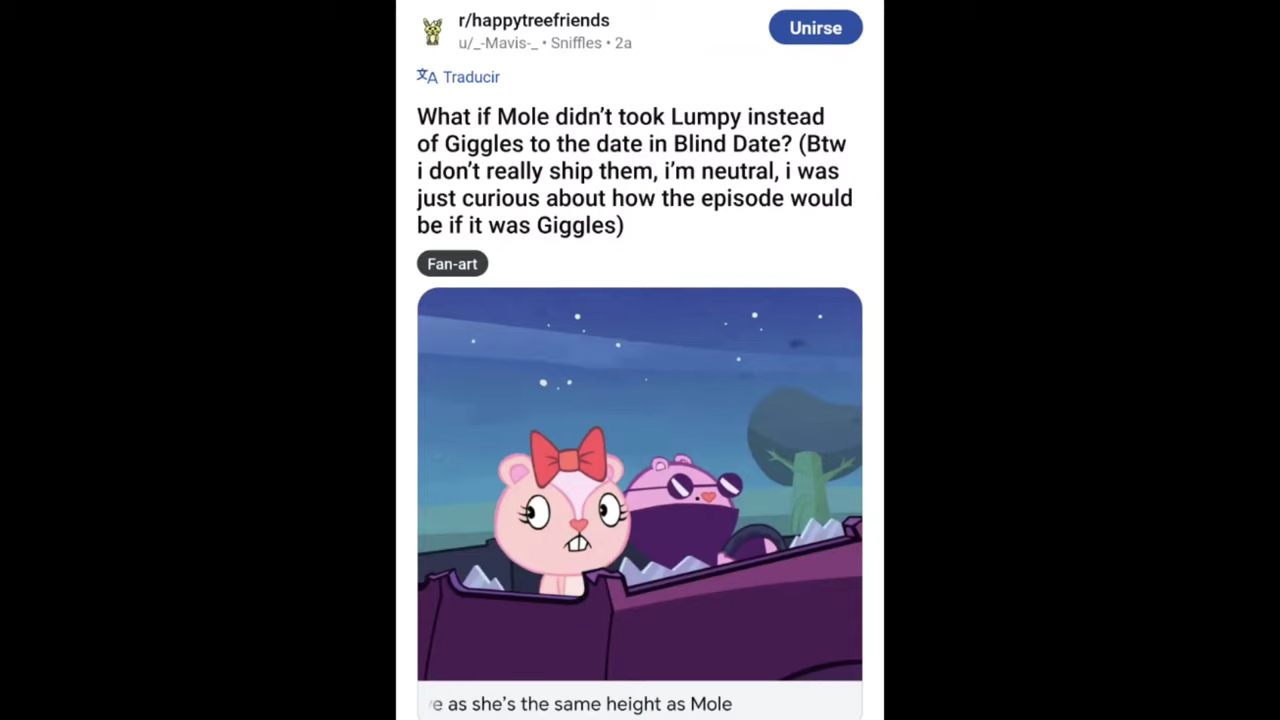 r/happytreefriends
u/_-Mavis-_ • Sniffles • 2a
Unirse
Traducir
What if Mole didn't took Lumpy instead
of Giggles to the date in Blind Date? (Btw
i don't really ship them, i'm neutral, i was
just curious about how the episode would
be if it was Giggles)
Fan-art
as she's the same height as Mole